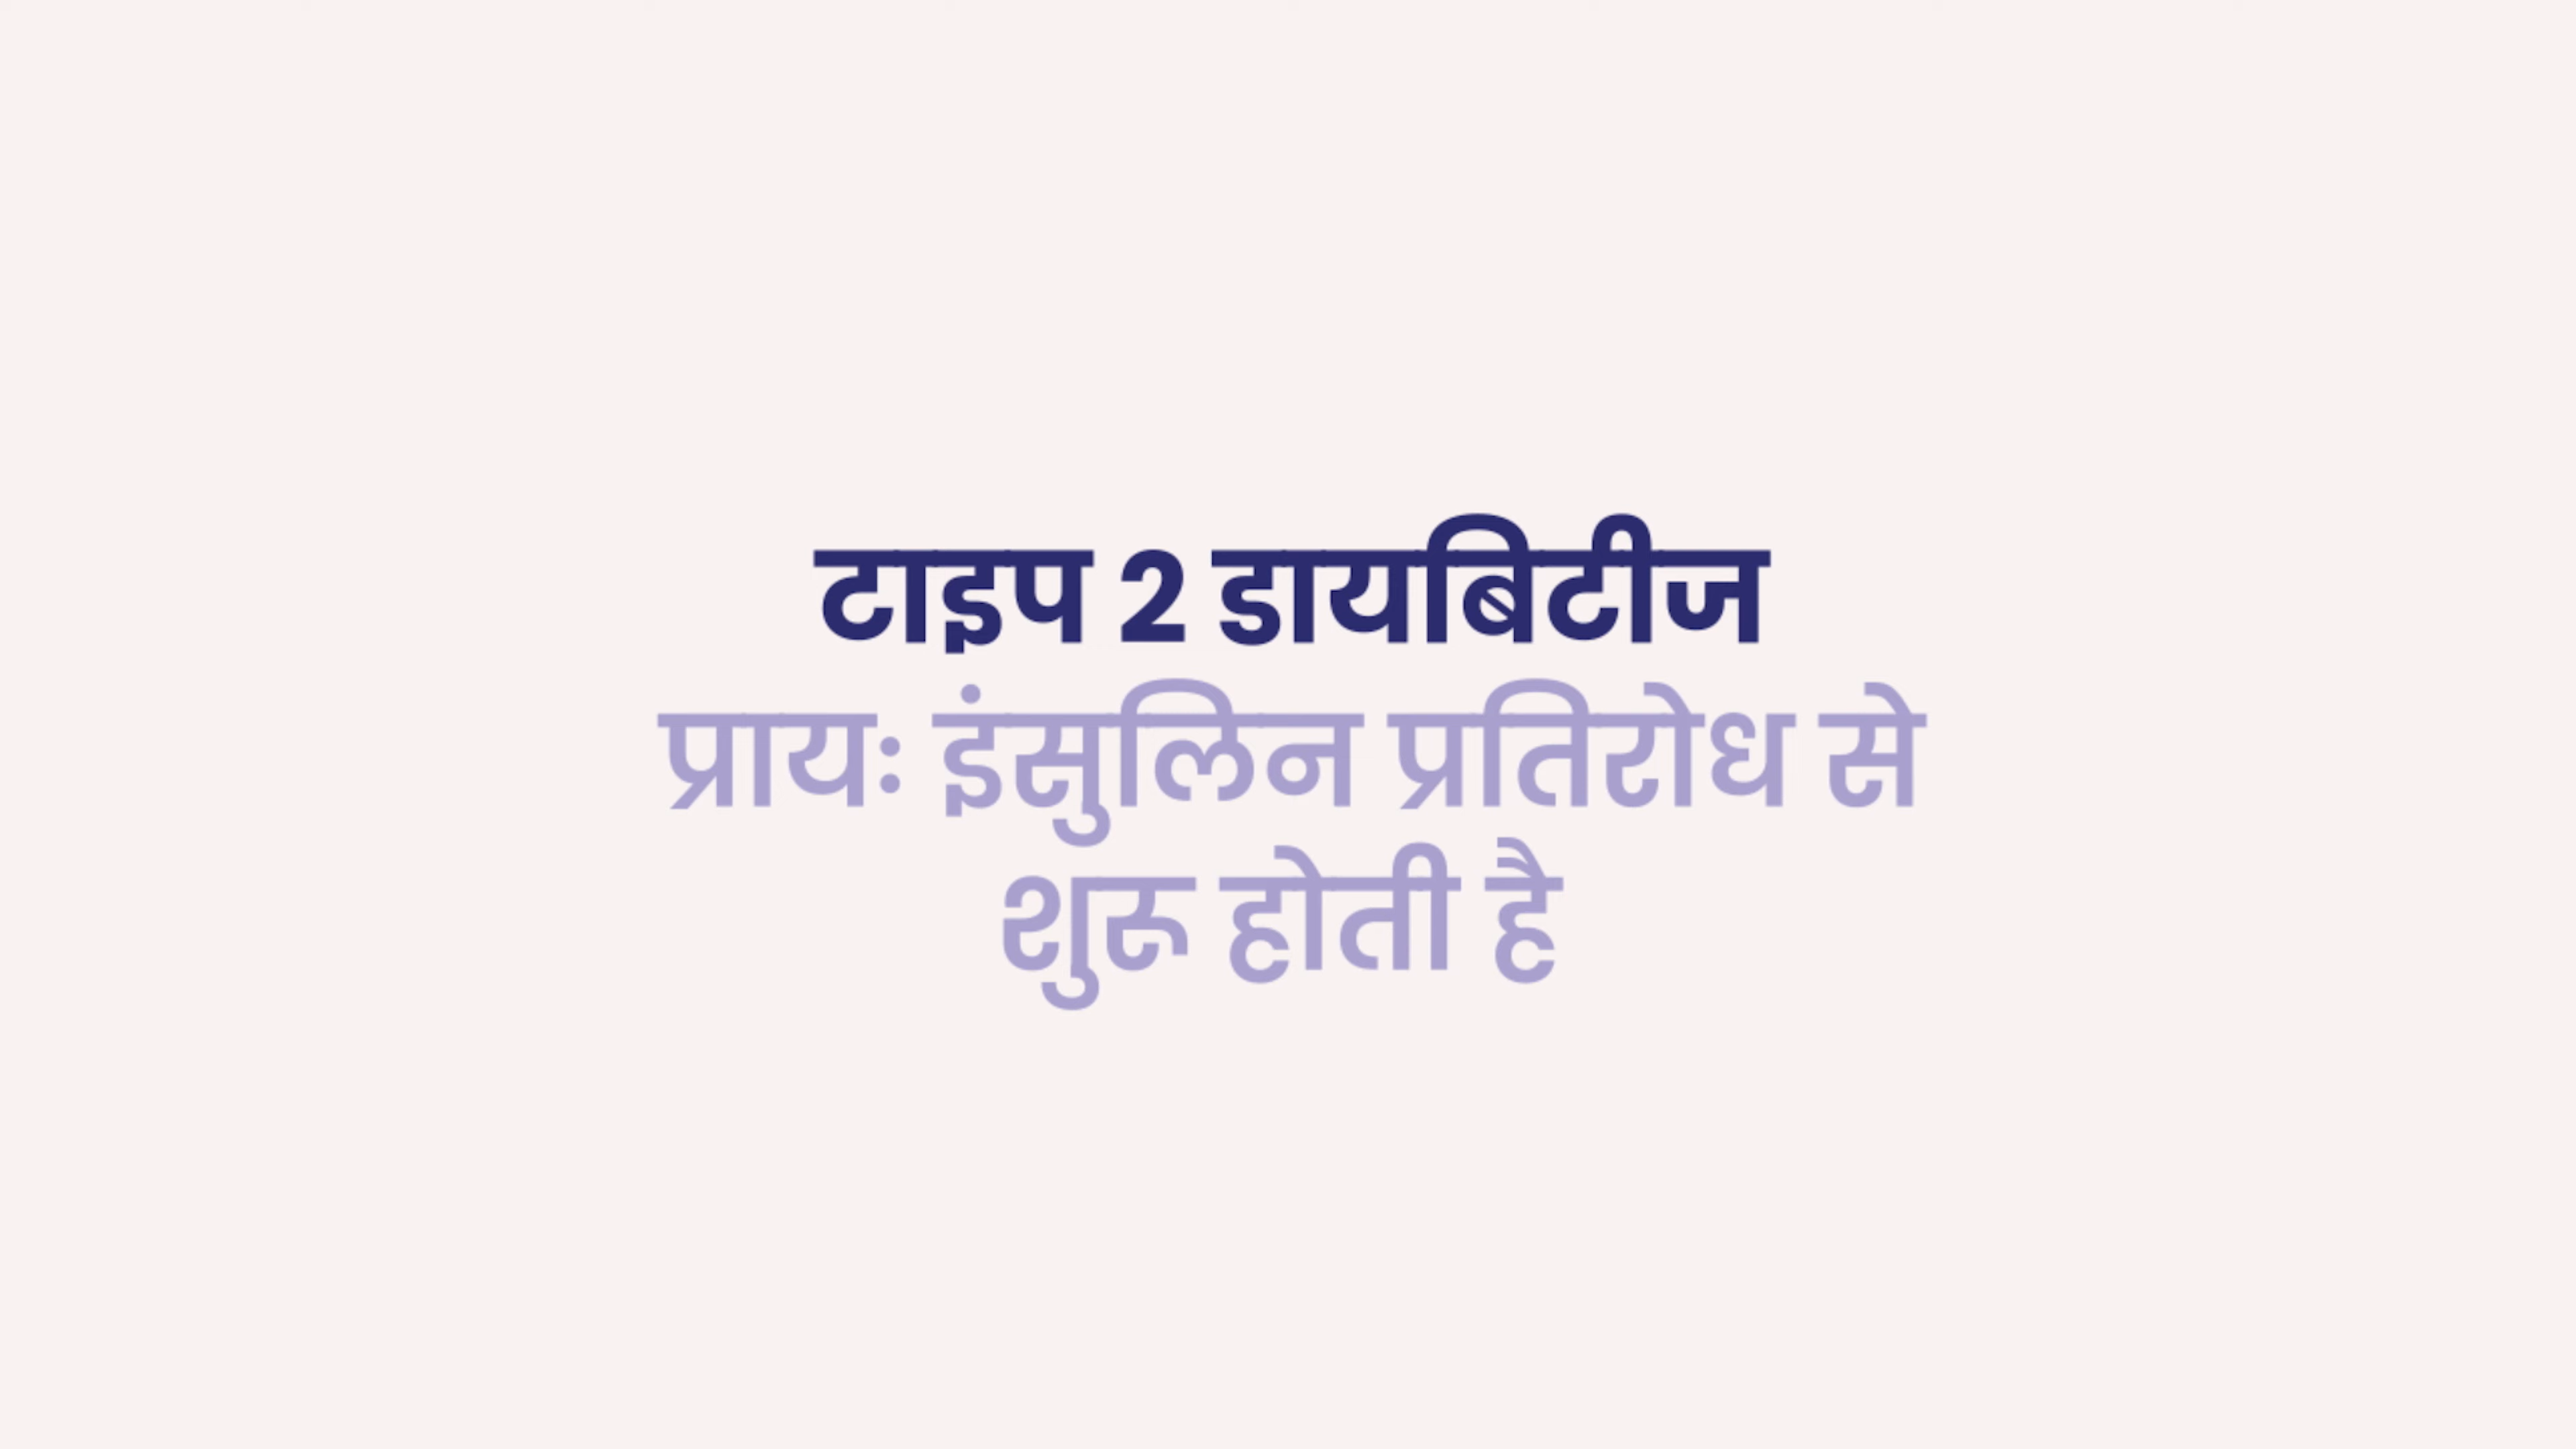 टाइप 2 डायबिटीज
प्रायः इंसुलिन प्रतिरोध से
शुरू होती है